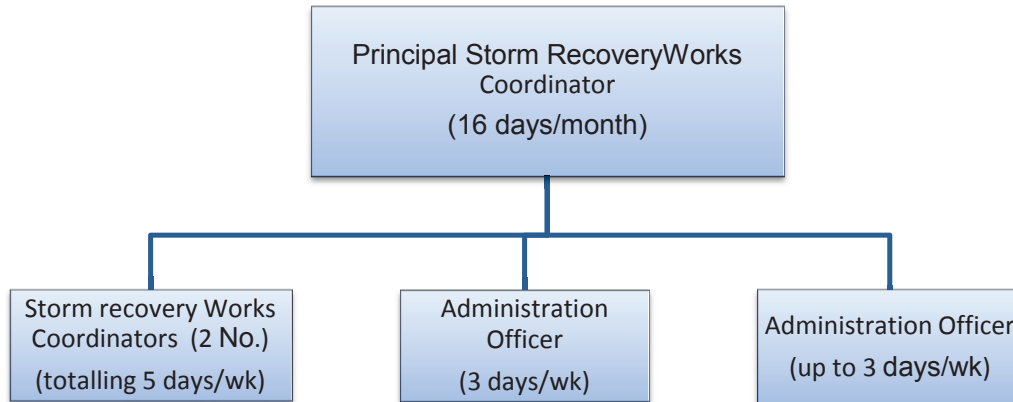 Principal Storm RecoveryWorks
Coordinator
(16 days/month)
Storm recovery Works
Coordinators (2 No.)
(totalling 5 days/wk)
Administration
Officer
(3 days/wk)
Administration Officer
(up to 3 days/wk)